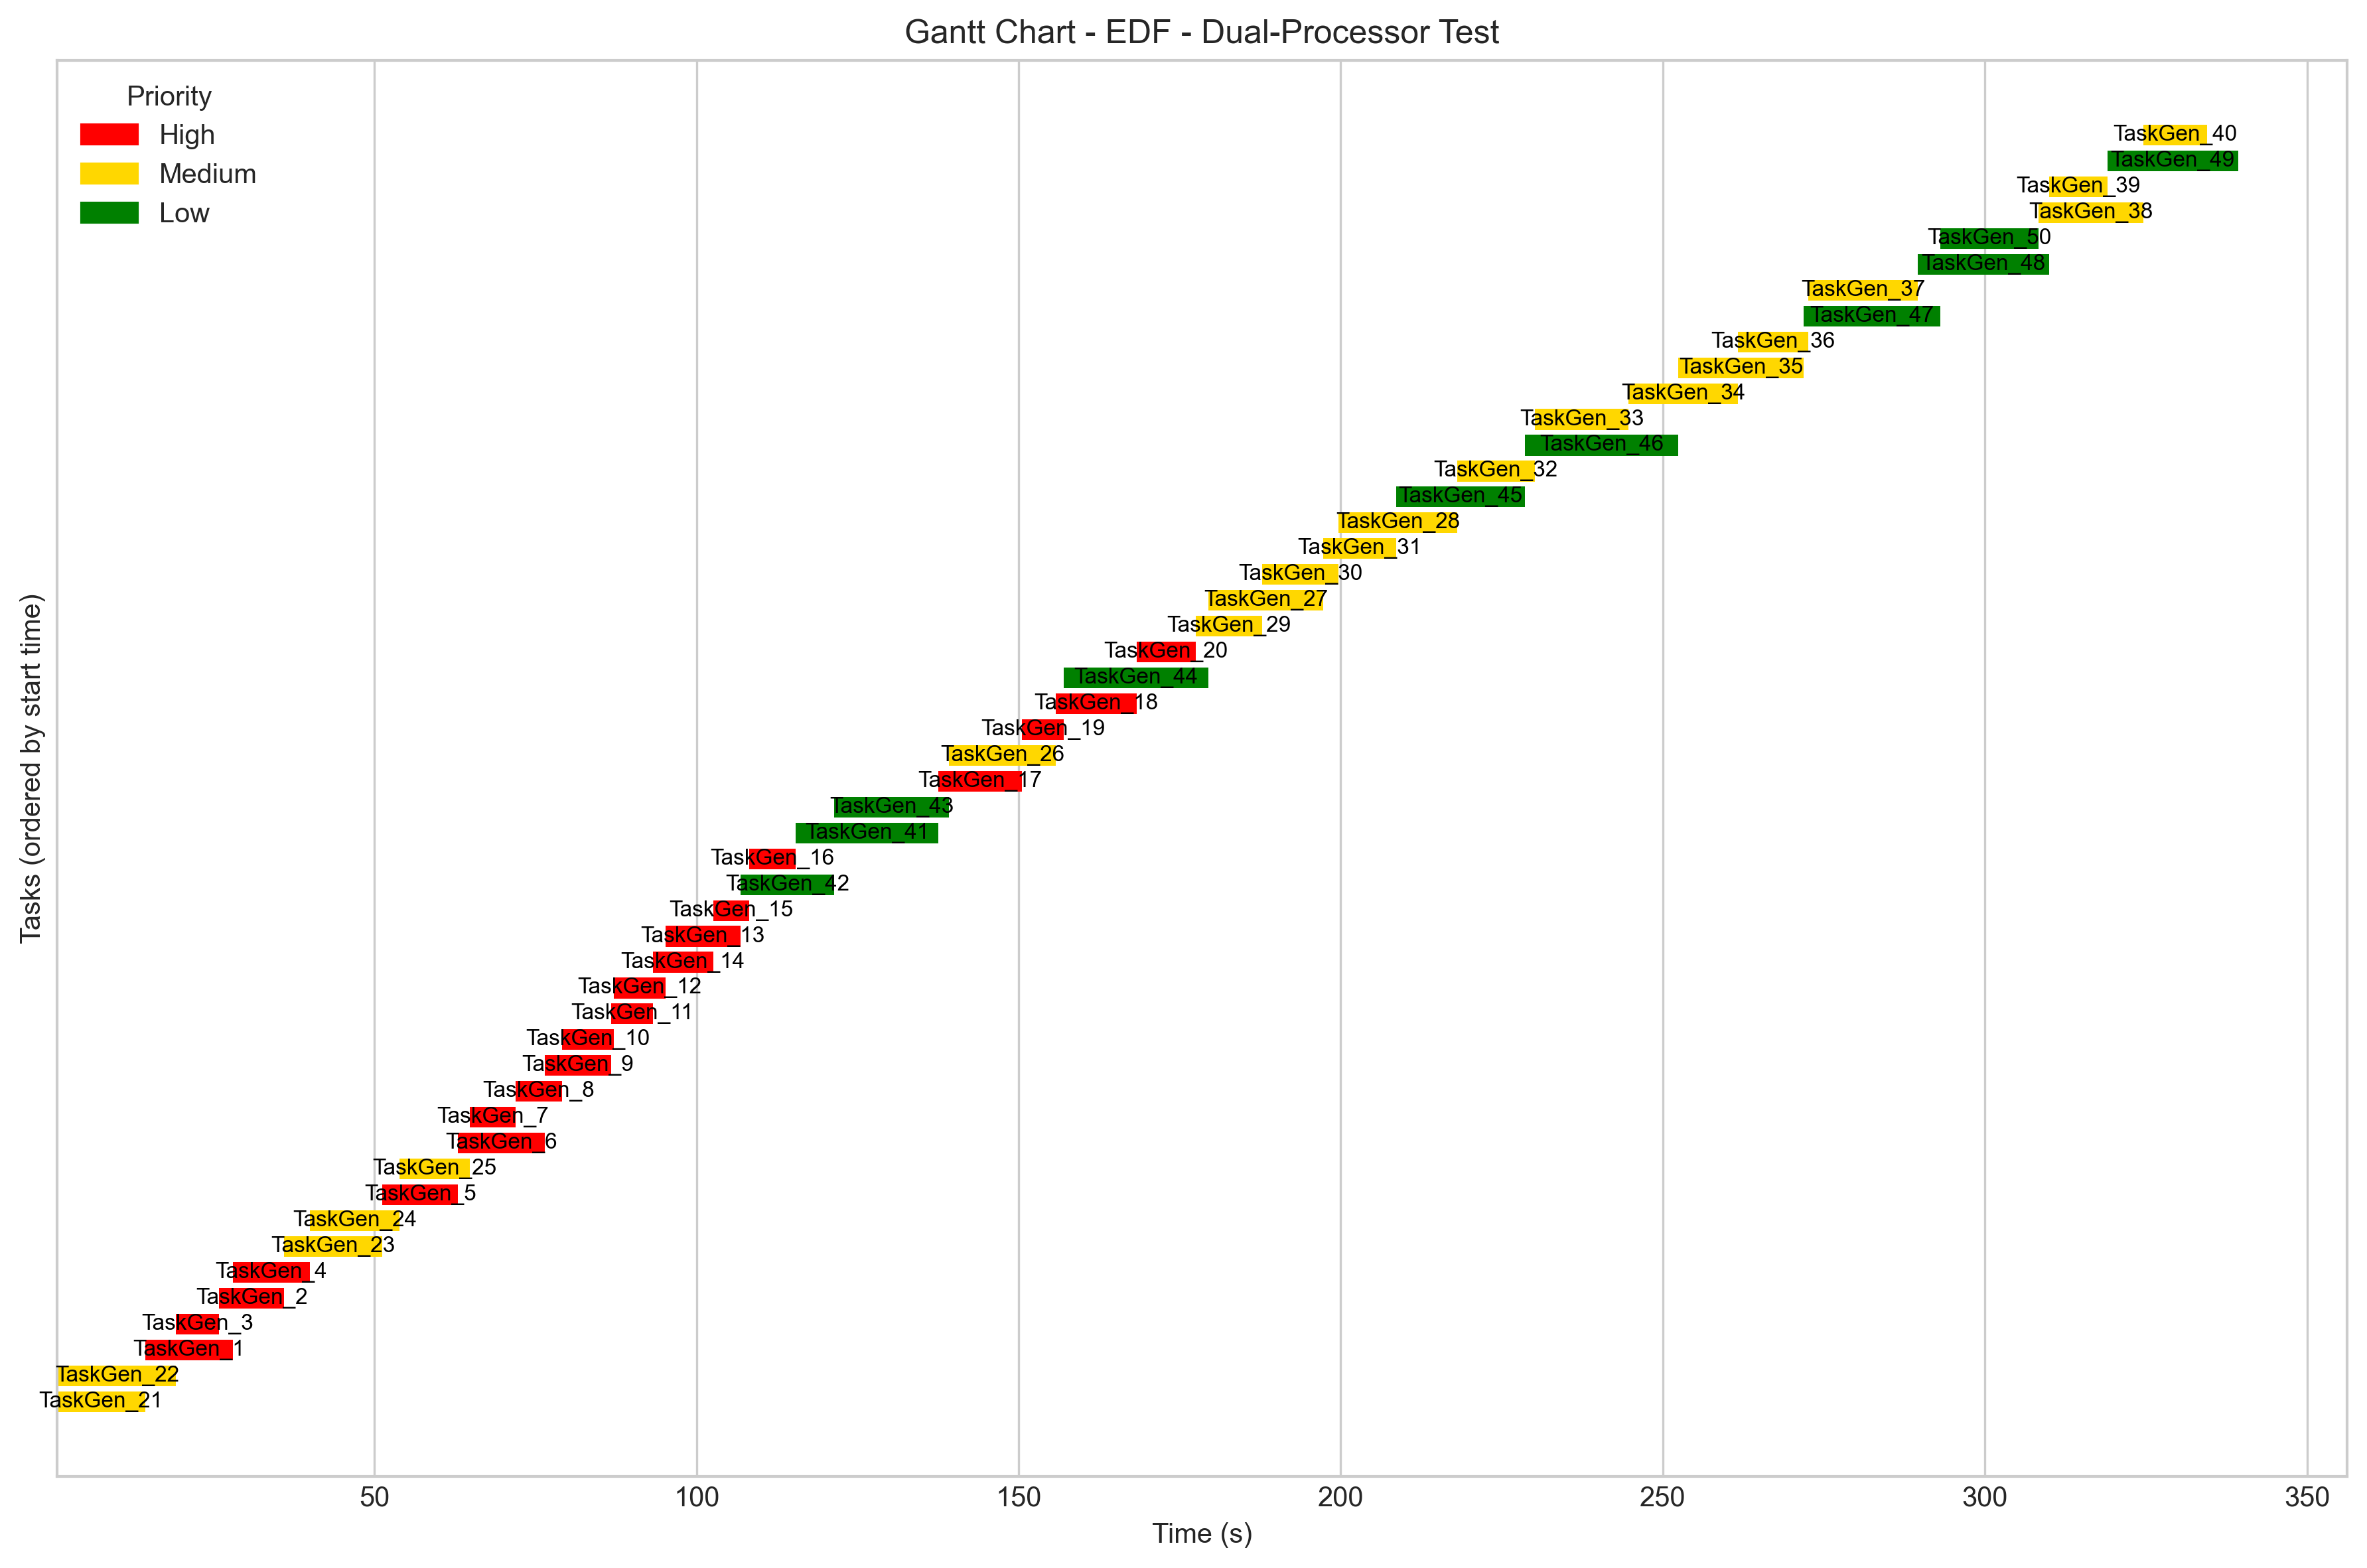 Gantt Chart - EDF - Dual-Processor Test
Priority
High
Medium
Low
TaskGen_40
TaskGen_49
TaskGen_39
TaskGen_38
TaskGen_50
TaskGen_48
TaskGen_37
TaskGen_47
TaskGen_36
TaskGen_35
TaskGen_34
TaskGen_33
TaskGen_46
TaskGen_32
TaskGen_45
TaskGen_28
TaskGen_31
TaskGen_30
TaskGen_27
TaskGen_29
TaskGen_20
TaskGen_44
TaskGen_18
TaskGen_19
TaskGen_26
TaskGen_17
TaskGen_43
TaskGen_41
TaskGen_16
TaskGen_42
TaskGen_15
TaskGen_13
TaskGen_14
TaskGen_12
TaskGen_11
TaskGen_10
TaskGen_9
TaskGen_8
TaskGen_7
TaskGen_6
TaskGen_25
TaskGen_5
TaskGen_24
TaskGen_23
TaskGen_4
TaskGen_2
TaskGen_3
TaskGen_1
TaskGen_22
TaskGen_21
Tasks (ordered by start time)
50 100 150 200 250 300 350
Time (s)